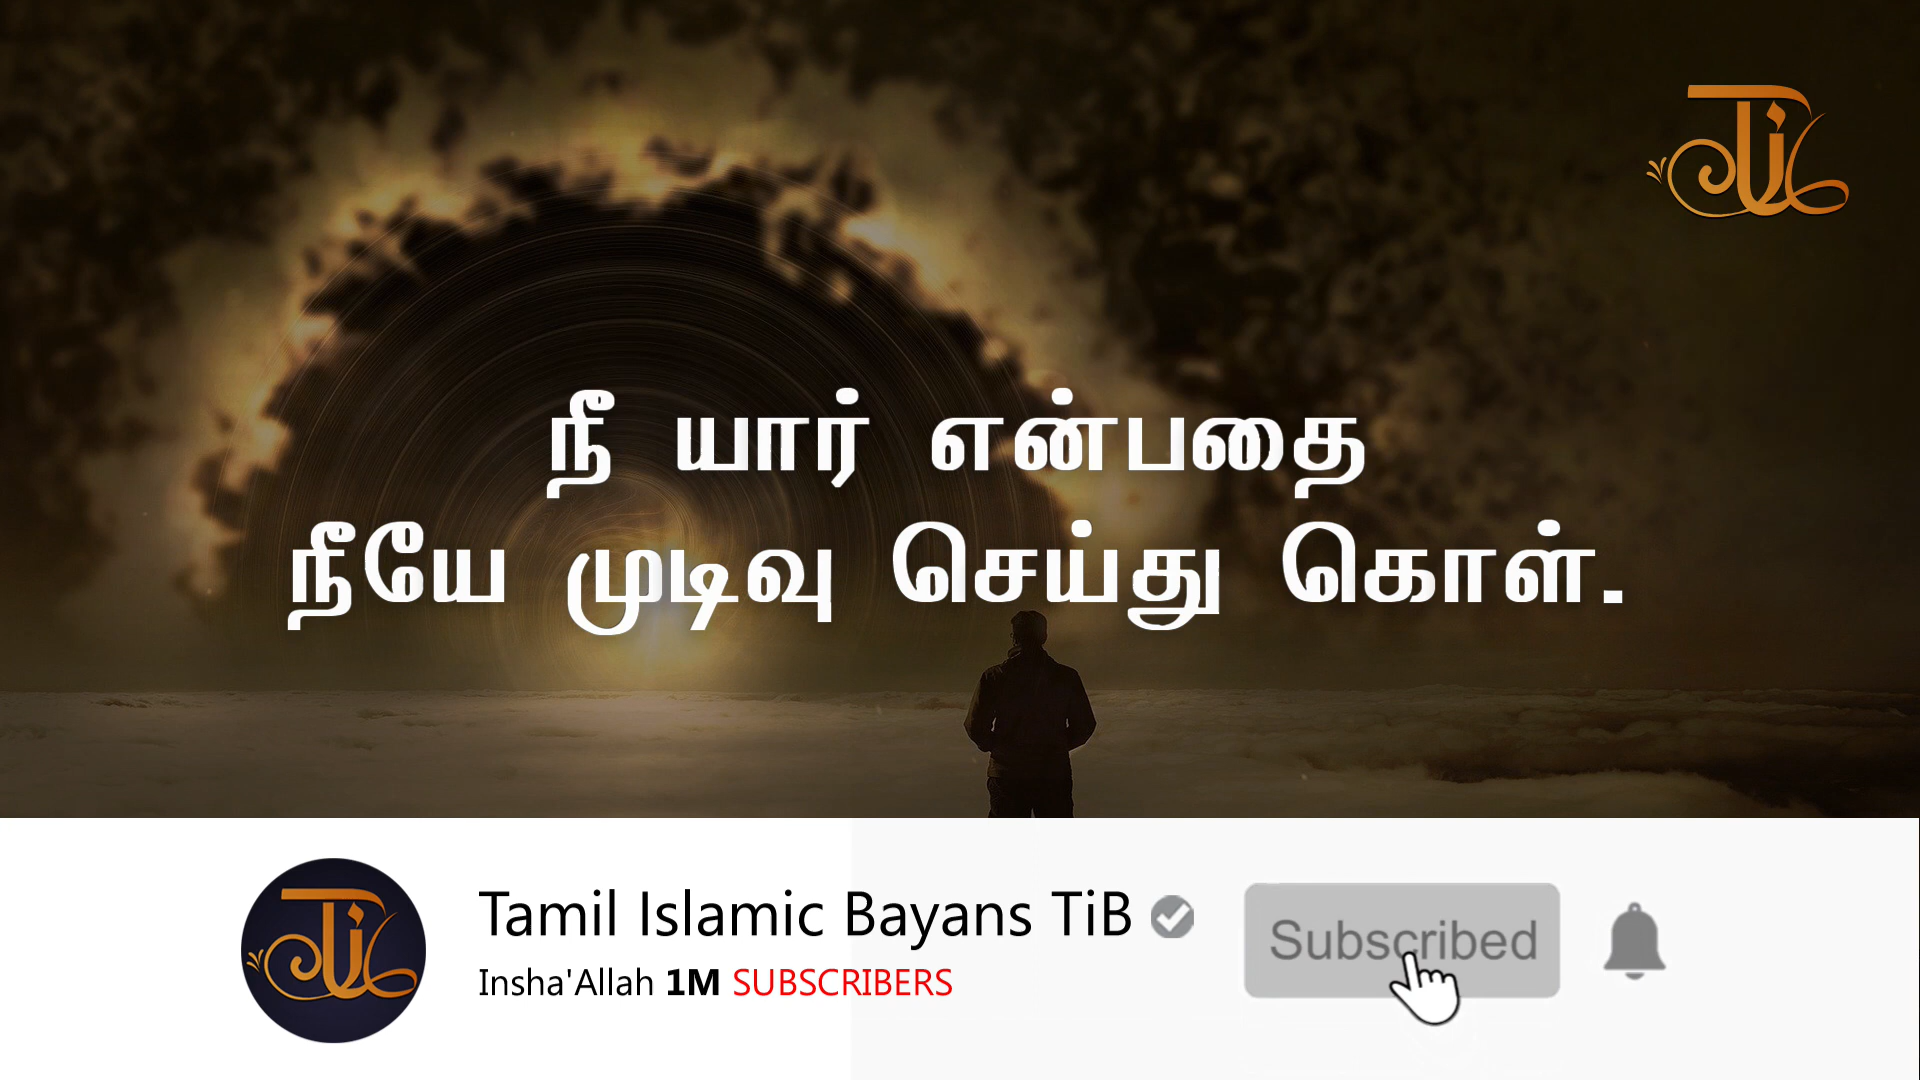 நீ யார் என்பதை
நீயே முடிவு செய்து கொள்.
Tamil Islamic Bayans TiB
Insha'Allah 1M SUBSCRIBERS
Subscribed